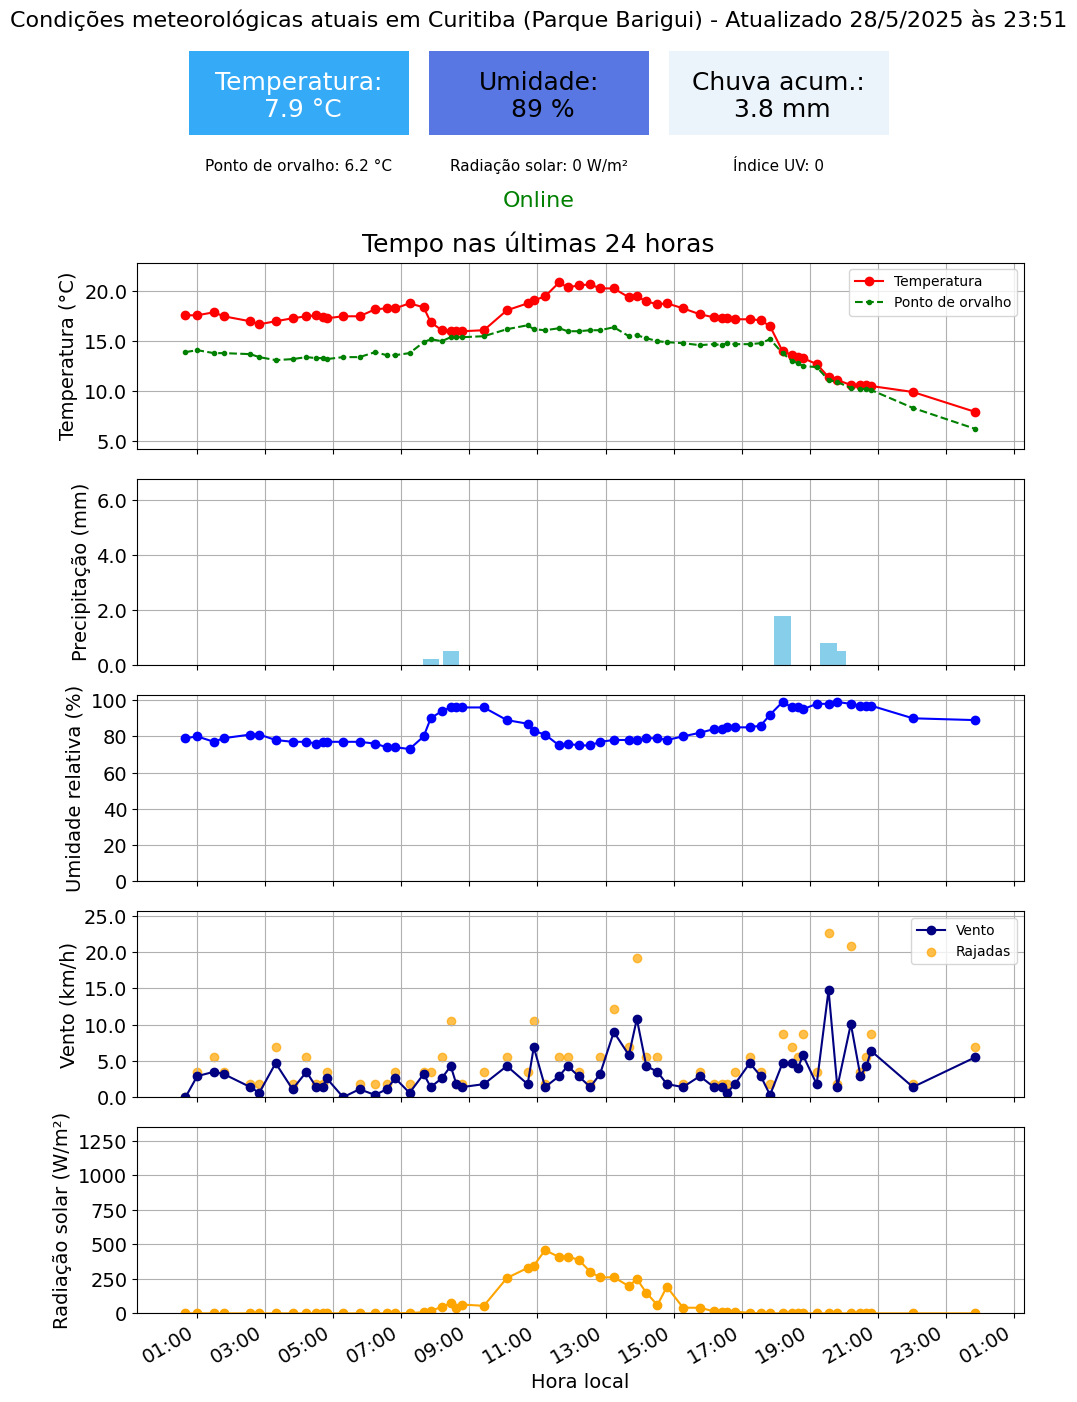 Condições meteorológicas atuais em Curitiba (Parque Barigui) - Atualizado 28/5/2025 às 23:51
Temperatura:
7.9 °C
Umidade:
89 %
Chuva acum.:
3.8 mm
Ponto de orvalho: 6.2 °C
Radiação solar: 0 W/m²
Índice UV: 0
Online
Tempo nas últimas 24 horas
Temperatura (°C)
20.0
15.0
10.0
5.0
Temperatura
Ponto de orvalho
Precipitação (mm)
6.0
4.0
2.0
0.0
Umidade relativa (%)
100
80
60
40
20
0
Vento (km/h)
25.0
20.0
15.0
10.0
5.0
0.0
Vento
Rajadas
Radiação solar (W/m²)
1250
1000
750
500
250
0
01:00
03:00
05:00
07:00
09:00
11:00
13:00
15:00
17:00
19:00
21:00
23:00
01:00
Hora local